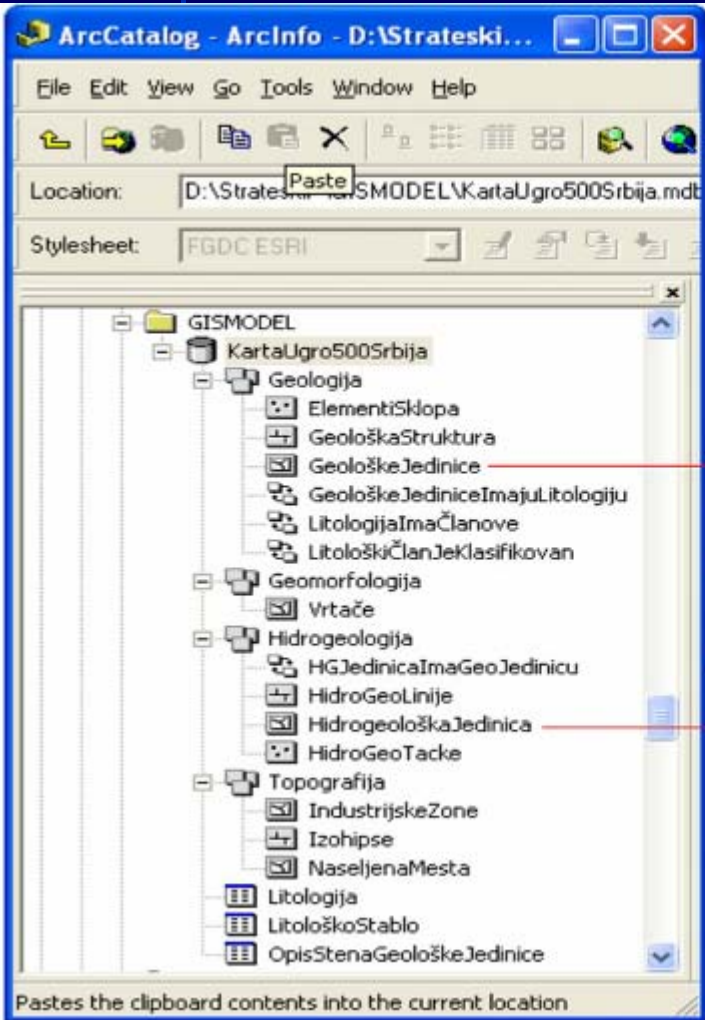 ArcCatalog - ArcInfo - D:\Strateski...
File Edit View Go Tools Window Help
Paste
Location: D:\Strateski SMODEL\KartaUgro500Srbija.mdb
Stylesheet: FGDC ESRI
GISMODEL
KartaUgro500Srbija
Geologija
ElementiSklopa
GeološkaStruktura
GeološkeJedinice
GeološkeJediniceImajuLitologiju
LitologijaImaČlanove
LitološkiČlanJeKlasifikovan
Geomorfologija
Vrtače
Hidrogeologija
HGJedinicaImaGeoJedinicu
HidroGeoLinije
HidrogeološkaJedinica
HidroGeoTacke
Topografija
IndustrijskeZone
Izohipse
NaseljenaMesta
Litologija
LitološkoStablo
OpisStenaGeološkeJedinice
Pastes the clipboard contents into the current location